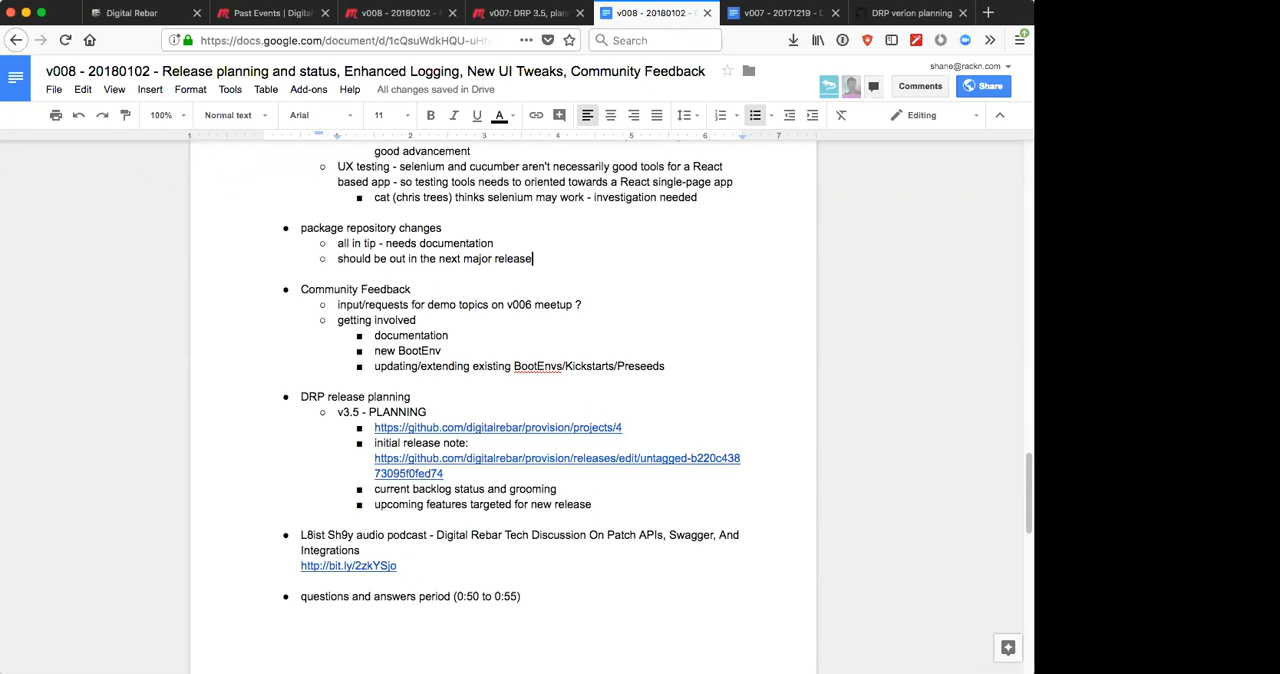 Digital Rebar
Past Events | Digital
v008 - 20180102 - 
v007: DRP 3.5, plan
v008 - 20180102 - 
v007 - 20171219 - 
DRP verion planning
https://docs.google.com/document/d/1cQsuWdkHQU-uH
Search
v008 - 20180102 - Release planning and status, Enhanced Logging, New UI Tweaks, Community Feedback
shane@rackn.com
File Edit View Insert Format Tools Table Add-ons Help All changes saved in Drive
Comments
Share
100% Normal text Arial 11 B I U A Editing
1 1 2 3 4 5 6 7
good advancement
UX testing - selenium and cucumber aren't necessarily good tools for a React
based app - so testing tools needs to oriented towards a React single-page app
cat (chris trees) thinks selenium may work - investigation needed
package repository changes
all in tip - needs documentation
should be out in the next major release
Community Feedback
input/requests for demo topics on v006 meetup ?
getting involved
documentation
new BootEnv
updating/extending existing BootEnvs/Kickstarts/Preseeds
DRP release planning
v3.5 - PLANNING
https://github.com/digitalrebar/provision/projects/4
initial release note:
https://github.com/digitalrebar/provision/releases/edit/untagged-b220c438
73095f0fed74
current backlog status and grooming
upcoming features targeted for new release
L8ist Sh9y audio podcast - Digital Rebar Tech Discussion On Patch APIs, Swagger, And
Integrations
http://bit.ly/2zkYSjo
questions and answers period (0:50 to 0:55)